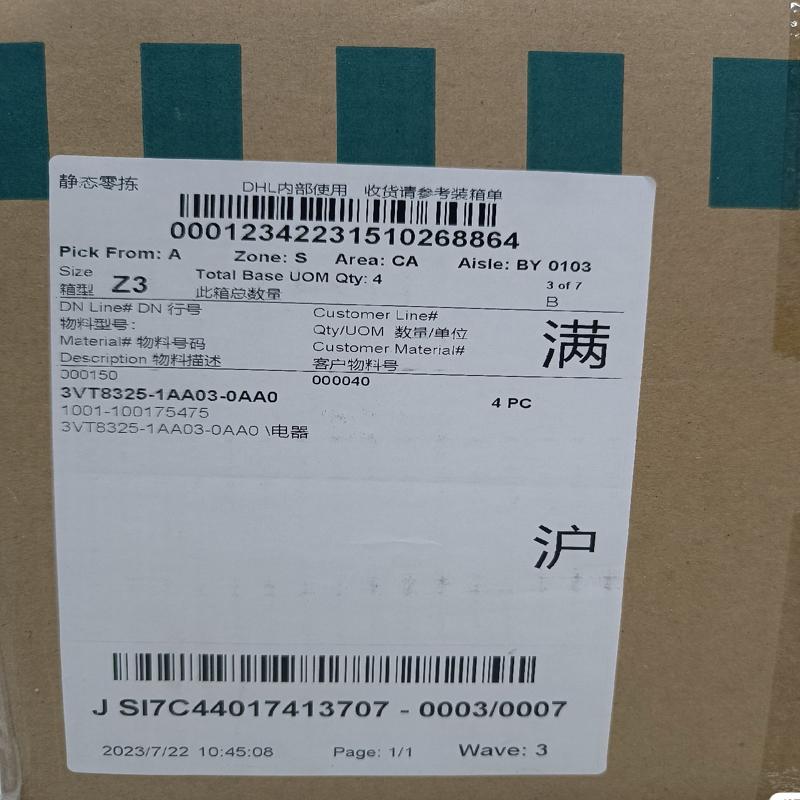 静态零拣
DHL内部使用 收货请参考装箱单
00012342231510268864
Pick From: A Zone: S Area: CA Aisle: BY 0103
Size Z3 Total Base UOM Qty: 4 3 of 7
箱型 此箱总数量 B
DN Line# DN 行号 Customer Line#
物料型号: Qty/UOM 数量/单位 满
Material# 物料号码 Customer Material#
Description 物料描述 客户物料号
000150 000040
3VT8325-1AA03-0AA0 4 PC
1001-100175475
3VT8325-1AA03-0AA0 \电器
沪
J SI7C44017413707 - 0003/0007
2023/7/22 10:45:08 Page: 1/1 Wave: 3